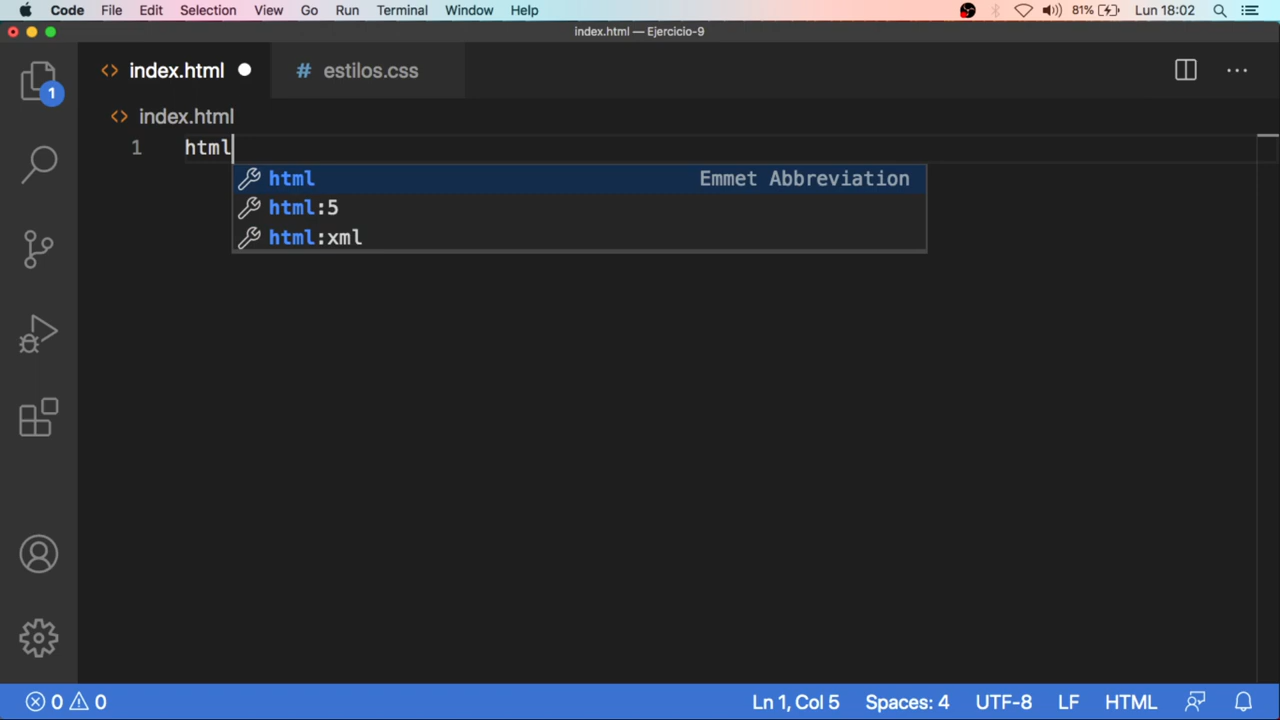 Code File Edit Selection View Go Run Terminal Window Help 81% Lun 18:02
index.html — Ejercicio-9
index.html estilos.css
1
index.html
1 html
html Emmet Abbreviation
html:5
html:xml
0 0 Ln 1, Col 5 Spaces: 4 UTF-8 LF HTML